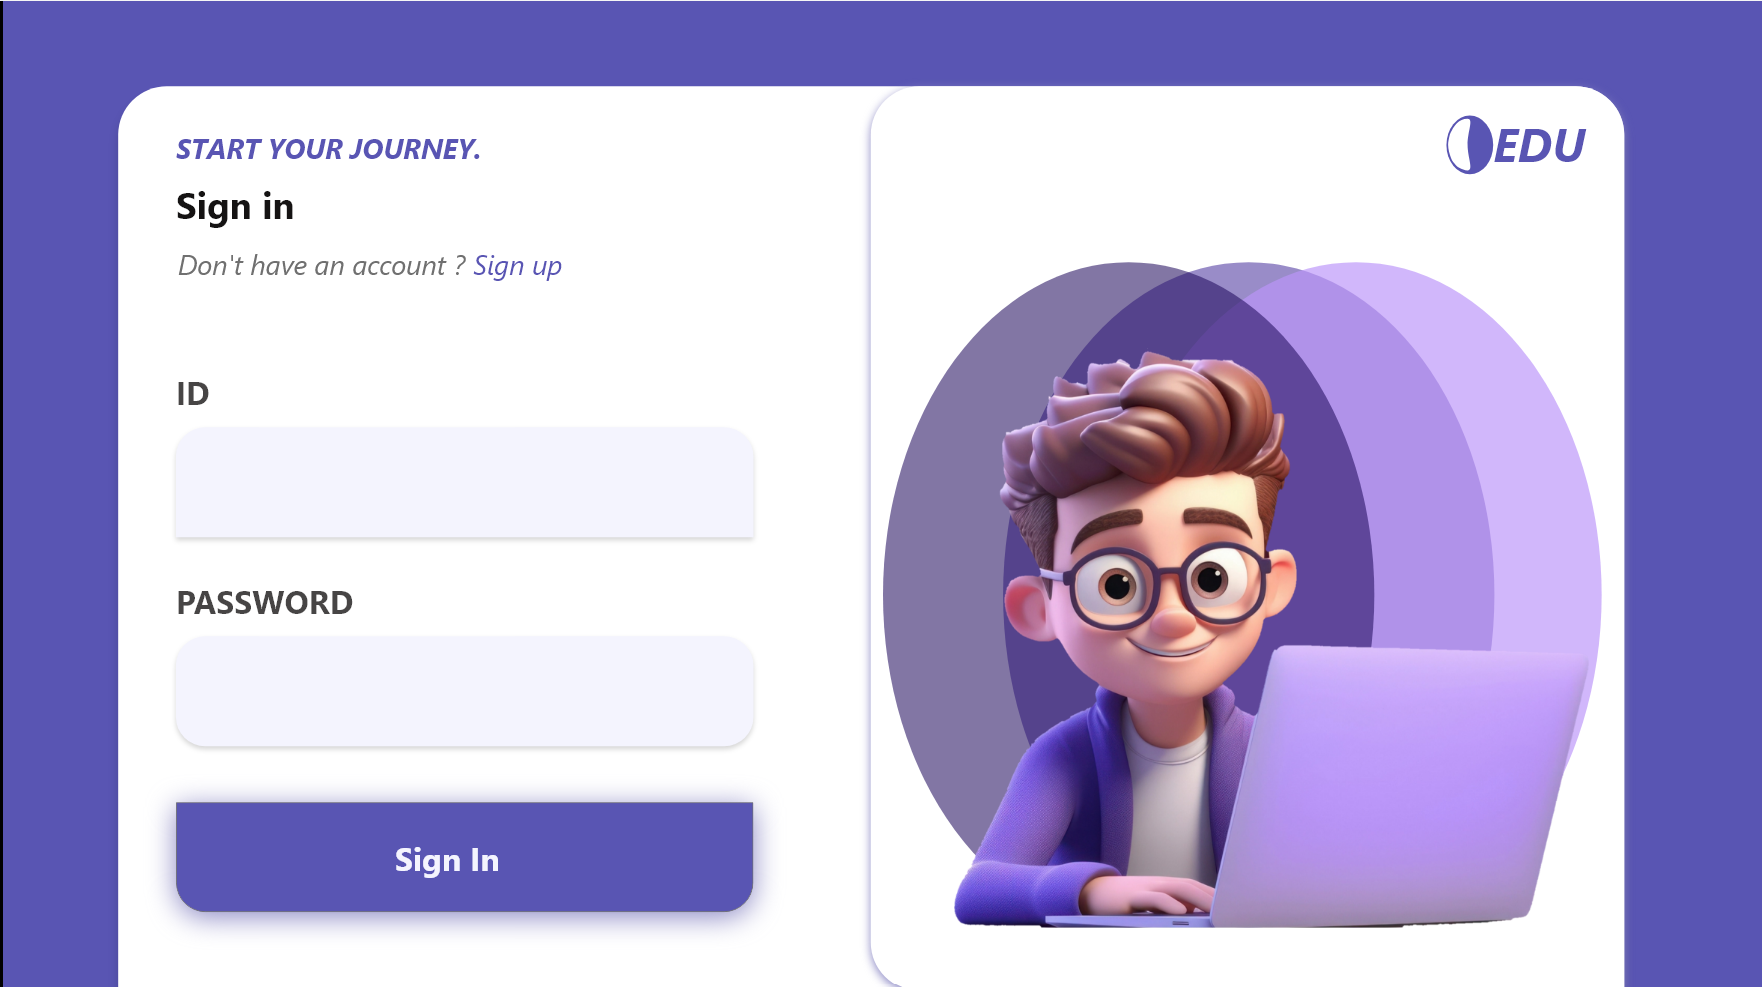 START YOUR JOURNEY.
Sign in
Don't have an account ? Sign up
ID
PASSWORD
Sign In
EDU